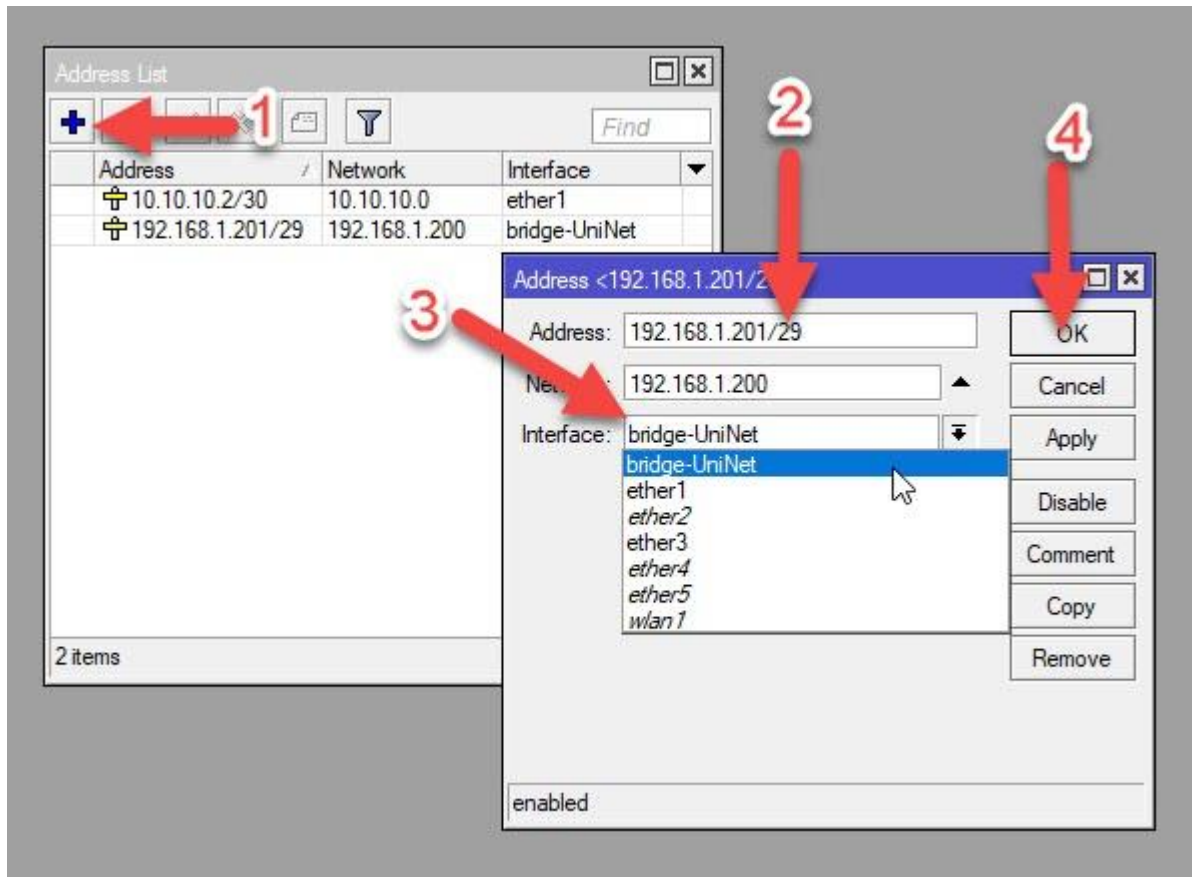 Address List
1
Find
Address Network Interface
10.10.10.2/30 10.10.10.0 ether1
192.168.1.201/29 192.168.1.200 bridge-UniNet
2 items
2
4
3
Address <192.168.1.201/2
Address: 192.168.1.201/29
OK
192.168.1.200
Cancel
Interface: bridge-UniNet
Apply
bridge-UniNet
ether1
ether2
ether3
ether4
ether5
wlan1
Disable
Comment
Copy
Remove
enabled